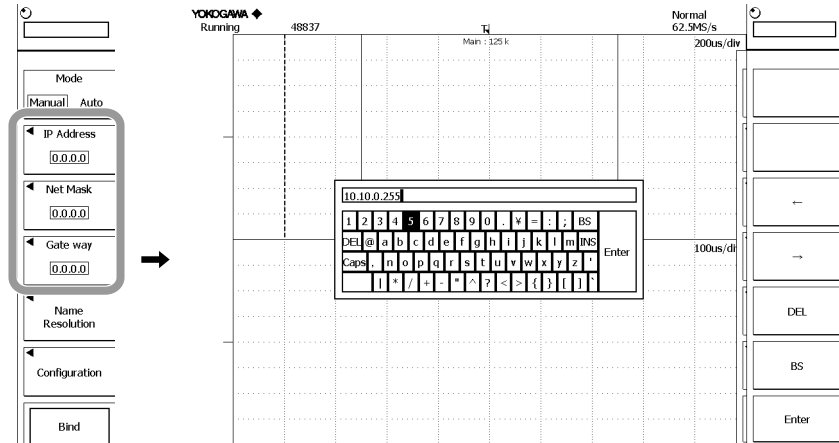 Mode
Manual Auto
IP Address
0.0.0.0
Net Mask
0.0.0.0
Gate way
0.0.0.0
Name
Resolution
Configuration
Bind
YOKOGAWA
Running 48837
Normal
62.5MS/s
Main : 125 k
200us/div
10.10.0.255
1 2 3 4 5 6 7 8 9 0 . ¥ = : ; BS
DEL @ a b c d e f g h i j k l m INS
Caps . n o p q r s t u v w x y z '
| * / + - " ^ ? < > { } [ ] `
Enter
100us/di
←
→
DEL
BS
Enter